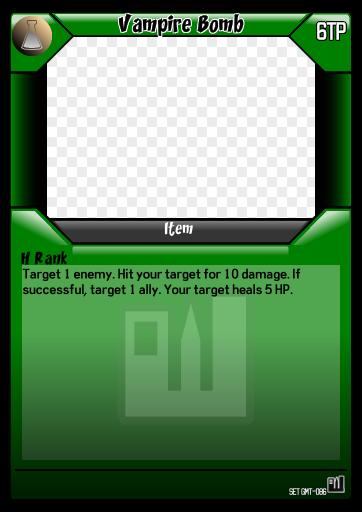 Vampire Bomb
6TP
Item
H Rank
Target 1 enemy. Hit your target for 10 damage. If
successful, target 1 ally. Your target heals 5 HP.
SET GMT-086